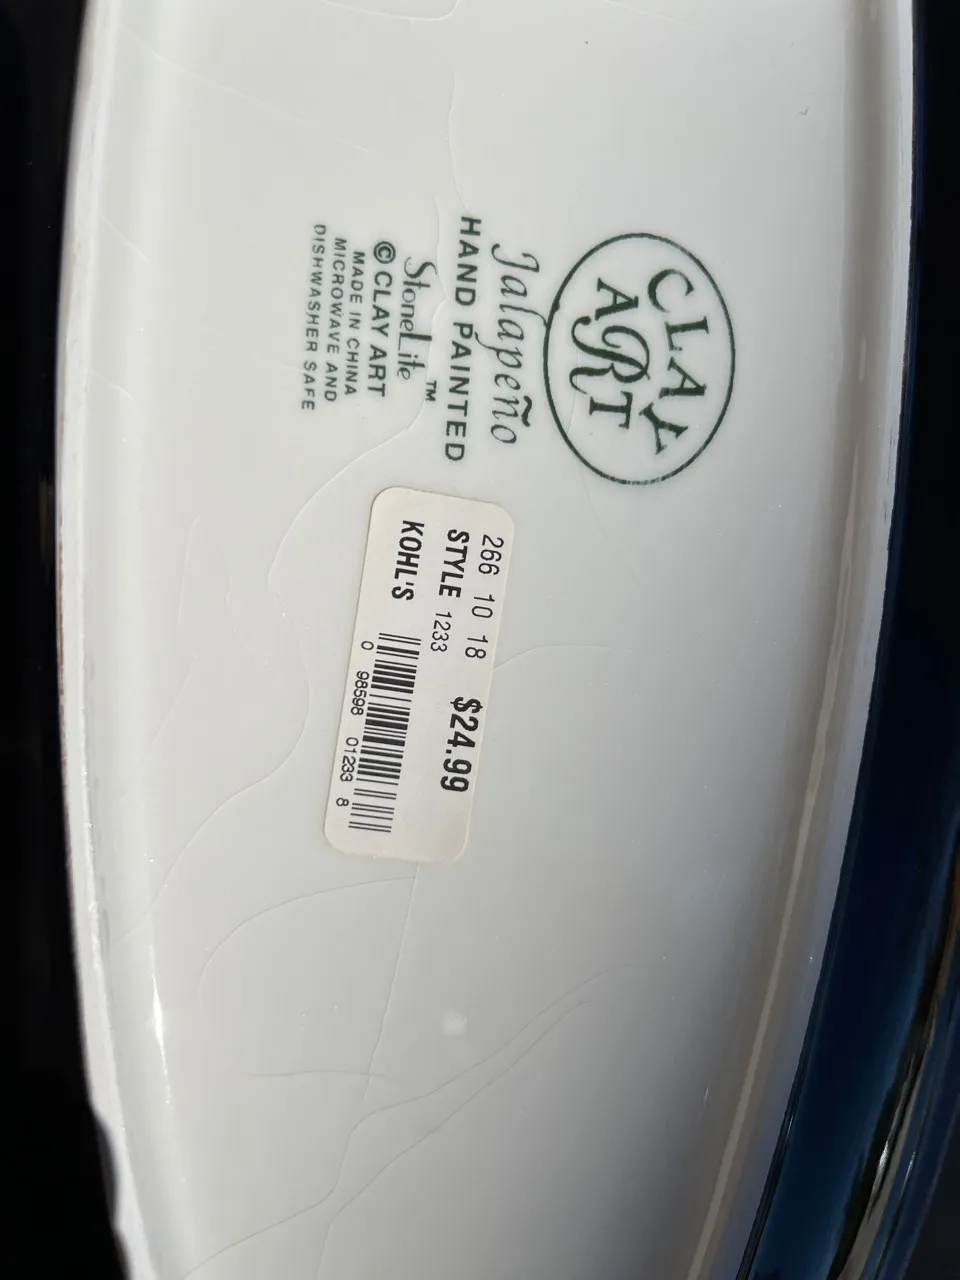 CLAY
ART
Jalapeño
HAND PAINTED
StoneLite™
© CLAY ART
MADE IN CHINA
MICROWAVE AND
DISHWASHER SAFE
266 10 18 $24.99
STYLE 1233
KOHL'S
0 98598 01233 8